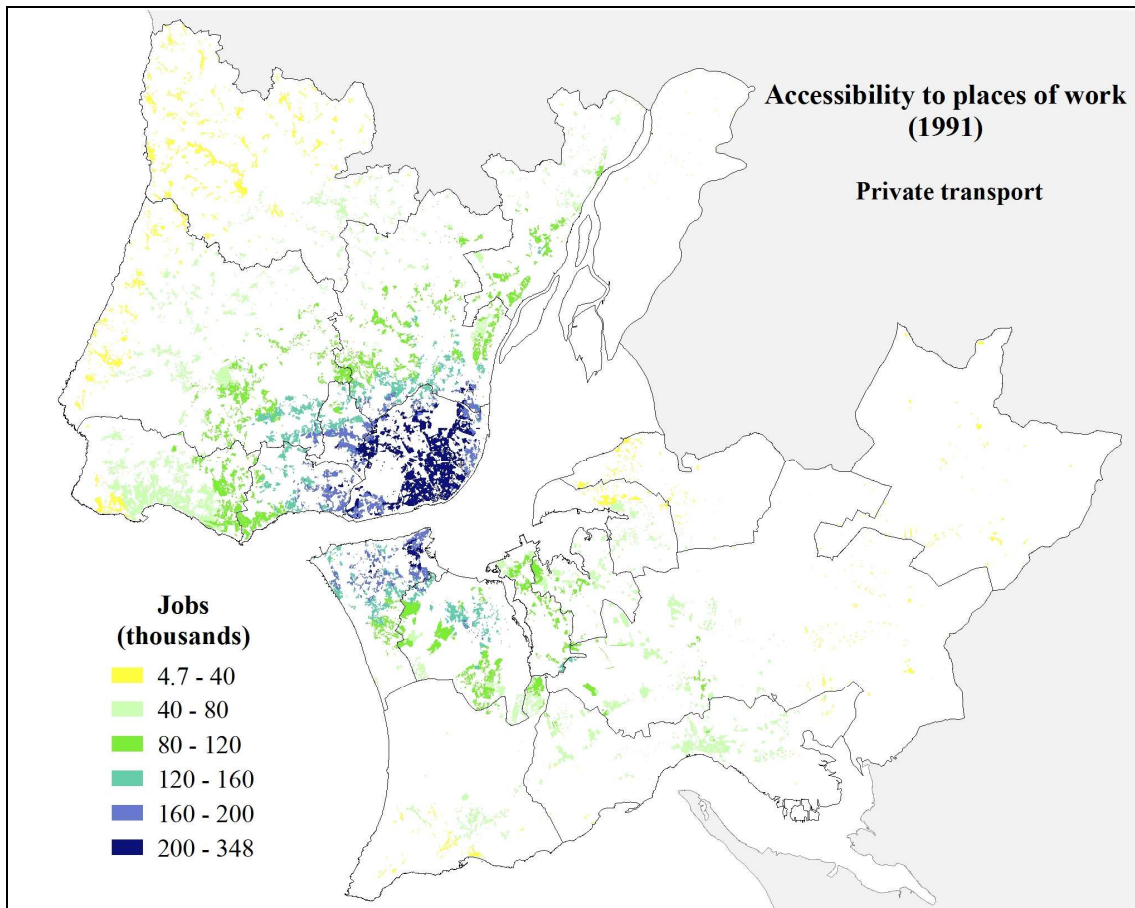 Accessibility to places of work
(1991)
Private transport
Jobs
(thousands)
4.7 - 40
40 - 80
80 - 120
120 - 160
160 - 200
200 - 348